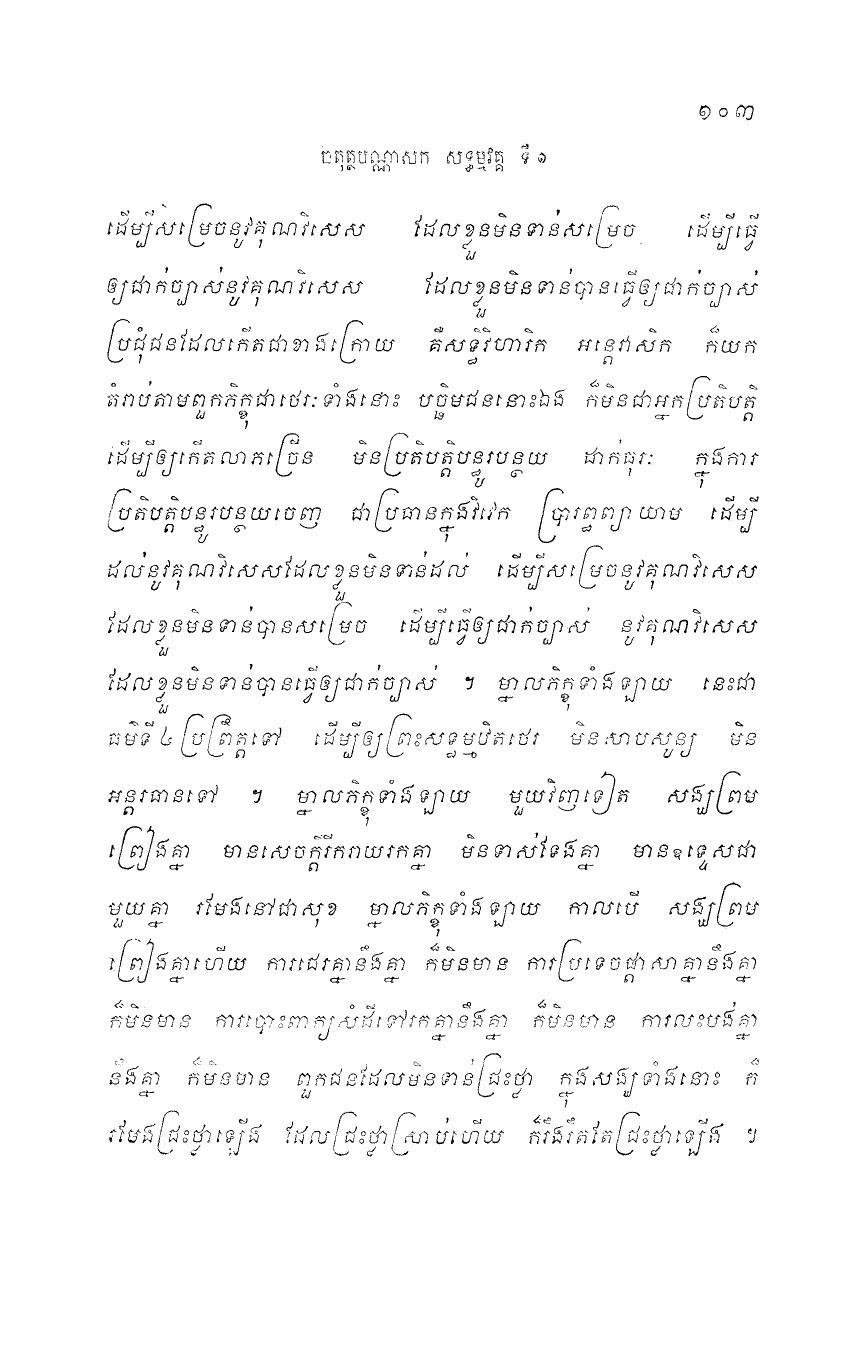 ១០៣
ចតុត្ថបណ្ណាសក សទ្ធម្មវគ្គ ទី ១
ដើម្បីសម្រេចនូវគុណវិសេស ដែលខ្លួនមិនទាន់សម្រេច ដើម្បីធ្វើ
ឲ្យជាក់ច្បាស់នូវគុណវិសេស ដែលខ្លួនមិនទាន់បានធ្វើឲ្យជាក់ច្បាស់
ប្រជុំជនដែលកើតជាខាងក្រោយ គឺសទ្ធិវិហារិក អន្តេវាសិក ក៏យក
តំរាប់តាមពួកភិក្ខុជាថេរៈទាំងនោះ បច្ឆិមជននោះឯង ក៏មិនជាអ្នកប្រតិបត្តិ
ដើម្បីឲ្យកើតលាភច្រើន មិនប្រតិបត្តិបន្ធូរបន្ថយ ដាក់ធុរៈ ក្នុងការ
ប្រតិបត្តិបន្ធូរបន្ថយចេញ ជាប្រធានក្នុងវិវេក ប្រារព្ធព្យាយាម ដើម្បី
ដល់នូវគុណវិសេសដែលខ្លួនមិនទាន់ដល់ ដើម្បីសម្រេចនូវគុណវិសេស
ដែលខ្លួនមិនទាន់បានសម្រេច ដើម្បីធ្វើឲ្យជាក់ច្បាស់ នូវគុណវិសេស
ដែលខ្លួនមិនទាន់បានធ្វើឲ្យជាក់ច្បាស់ ។ ម្នាលភិក្ខុទាំងឡាយ នេះជា
ធម៌ទី ៤ ប្រព្រឹត្តទៅ ដើម្បីឲ្យព្រះសទ្ធម្មឋិតថេរ មិនសាបសូន្យ មិន
អន្តរធានទៅ ។ ម្នាលភិក្ខុទាំងឡាយ មួយវិញទៀត សង្ឃព្រម
ព្រៀងគ្នា មានសេចក្តីរីករាយរកគ្នា មិនទាស់ទែងគ្នា មានឧទ្ទេសជា
មួយគ្នា រមែងនៅជាសុខ ម្នាលភិក្ខុទាំងឡាយ កាលបើ សង្ឃព្រម
ព្រៀងគ្នាហើយ ការជេរគ្នានឹងគ្នា ក៏មិនមាន ការប្រទេចផ្តាសាគ្នានឹងគ្នា
ក៏មិនមាន ការបោះពាក្យសំដីទៅរកគ្នានឹងគ្នា ក៏មិនមាន ការលះបង់គ្នា
នឹងគ្នា ក៏មិនមាន ពួកជនដែលមិនទាន់ជ្រះថ្លា ក្នុងសង្ឃទាំងនោះ ក៏
រមែងជ្រះថ្លាឡើង ដែលជ្រះថ្លាស្រាប់ហើយ ក៏រឹងរឹតតែជ្រះថ្លាឡើង ។